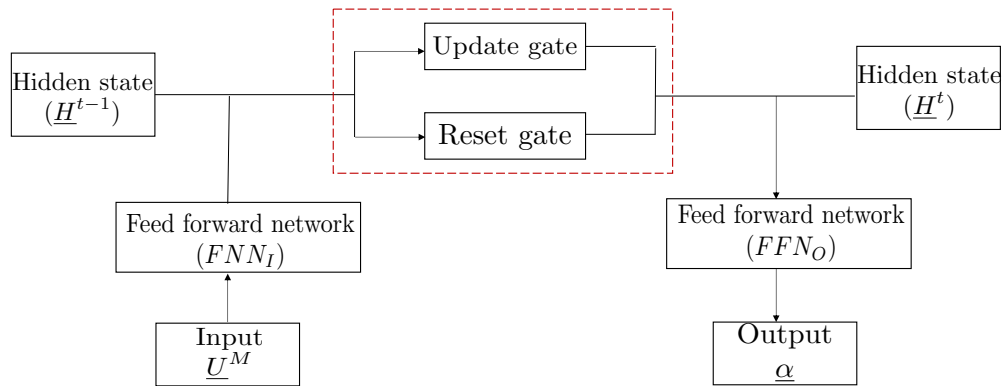 Update gate
Hidden state
(H^{t-1})
Hidden state
(H^t)
Reset gate
Feed forward network
(FNN_I)
Feed forward network
(FFN_O)
Input
U^M
Output
α